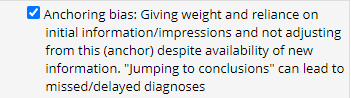 Anchoring bias: Giving weight and reliance on
initial information/impressions and not adjusting
from this (anchor) despite availability of new
information. "Jumping to conclusions" can lead to
missed/delayed diagnoses